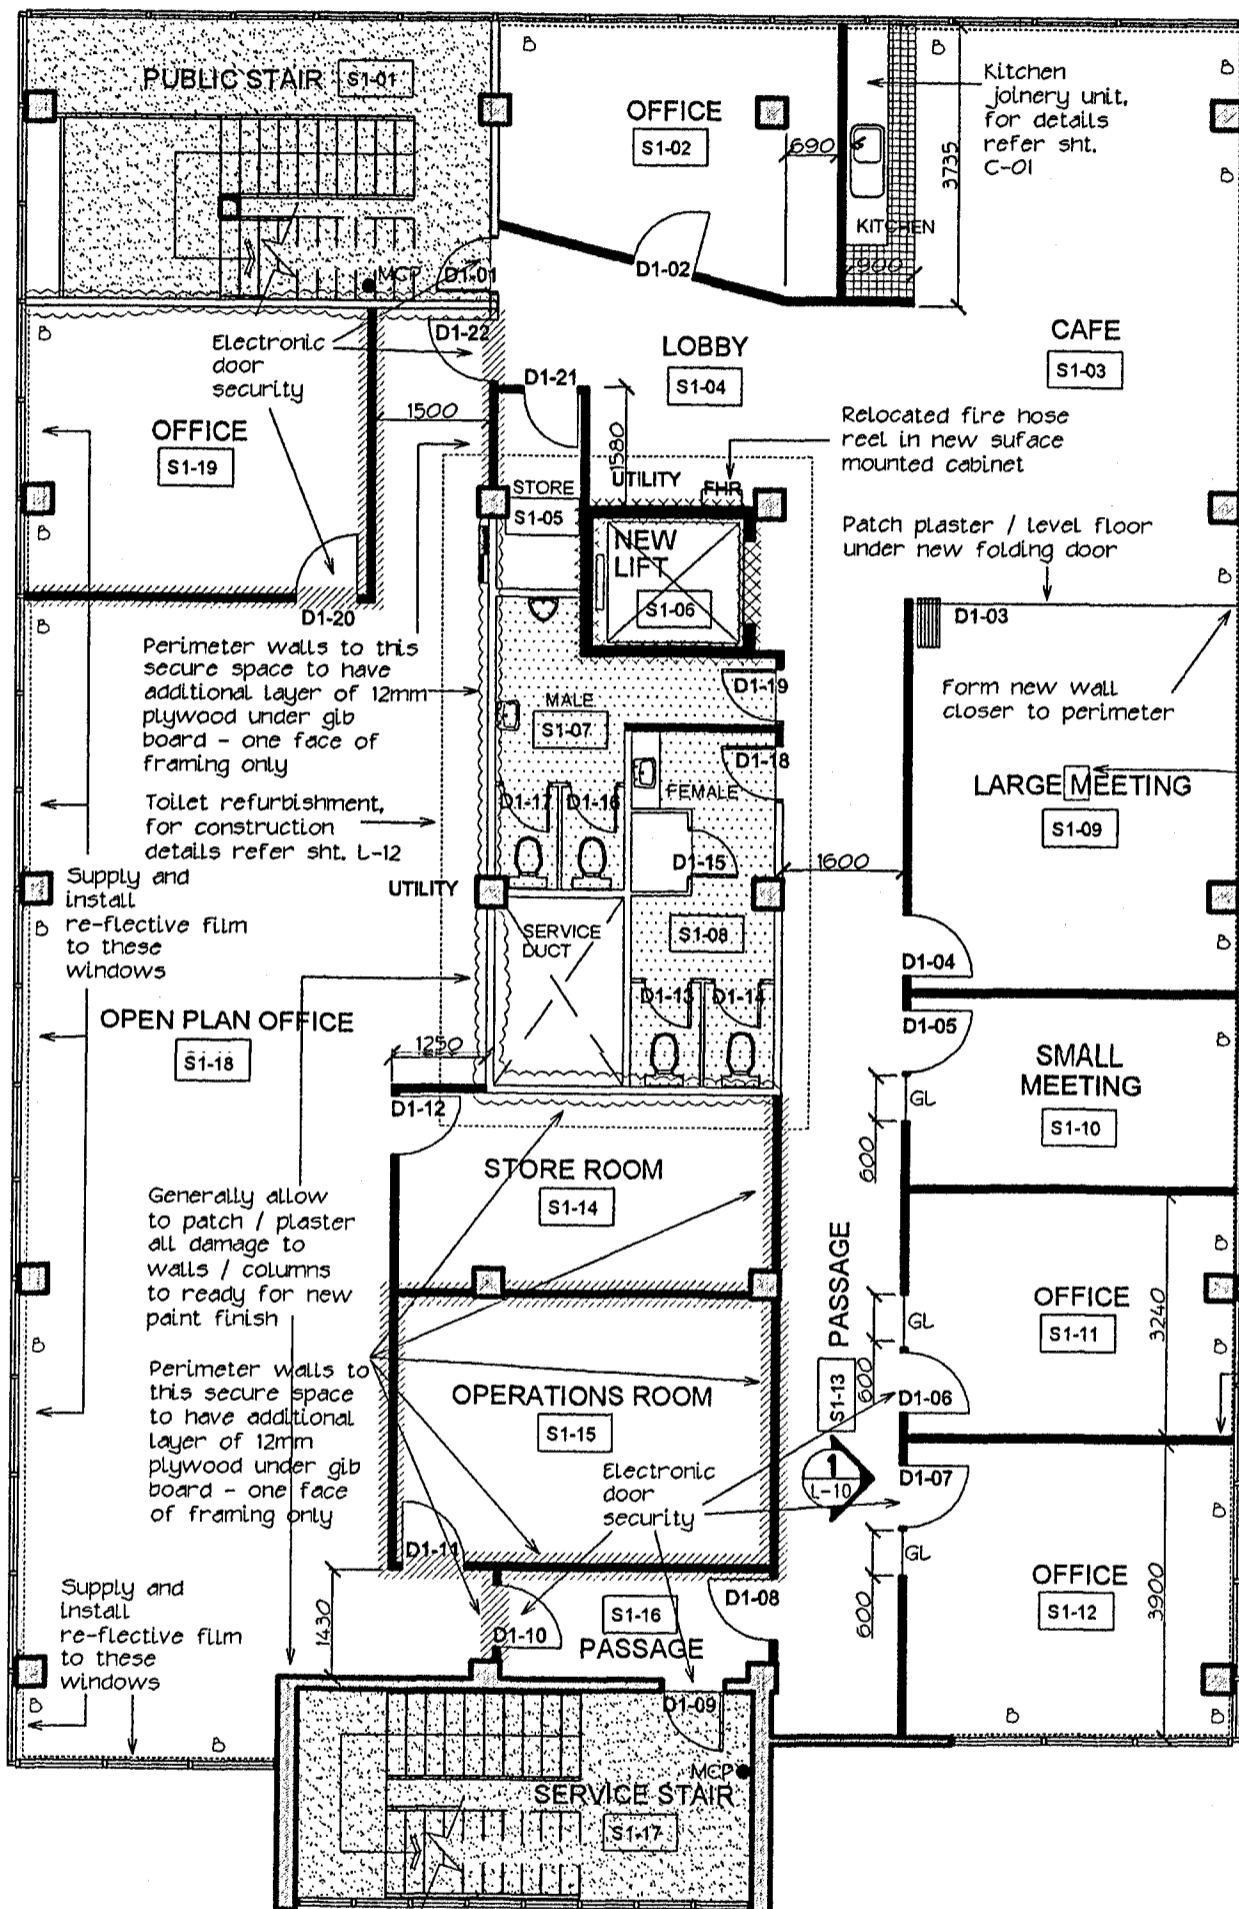 PUBLIC STAIR
S1-01
B
OFFICE
S1-02
690
B
Kitchen
joinery unit,
for details
refer sht.
C-01
B
B
3735
KITCHEN
900
D1-02
MCP
D1-01
B
Electronic
door
security
D1-22
D1-21
LOBBY
S1-04
CAFE
S1-03
1500
1580
OFFICE
S1-19
Relocated fire hose
reel in new suface
mounted cabinet
UTILITY
FHR
STORE
S1-05
B
Patch plaster / level floor
under new folding door
NEW
LIFT
S1-06
B
D1-20
B
D1-03
Perimeter walls to this
secure space to have
additional layer of 12mm
plywood under gib
board - one face of
framing only
MALE
S1-07
D1-19
Form new wall
closer to perimeter
D1-18
FEMALE
LARGE MEETING
S1-09
Toilet refurbishment,
for construction
details refer sht. L-12
D1-17
D1-16
D1-15
1600
Supply and
install
re-flective film
to these
windows
B
UTILITY
SERVICE
DUCT
S1-08
B
D1-04
OPEN PLAN OFFICE
S1-18
D1-13
D1-14
D1-05
1250
B
SMALL
MEETING
S1-10
GL
600
D1-12
STORE ROOM
S1-14
Generally allow
to patch / plaster
all damage to
walls / columns
to ready for new
paint finish
PASSAGE
S1-13
B
B
OFFICE
S1-11
3240
GL
600
B
Perimeter walls to
this secure space
to have additional
layer of 12mm
plywood under gib
board - one face
of framing only
OPERATIONS ROOM
S1-15
D1-06
Electronic
door
security
1
L-10
D1-07
B
GL
600
D1-11
OFFICE
S1-12
3900
D1-08
S1-16
PASSAGE
D1-10
1430
Supply and
install
re-flective film
to these
windows
B
B
D1-09
B
B
MCP
SERVICE STAIR
S1-17